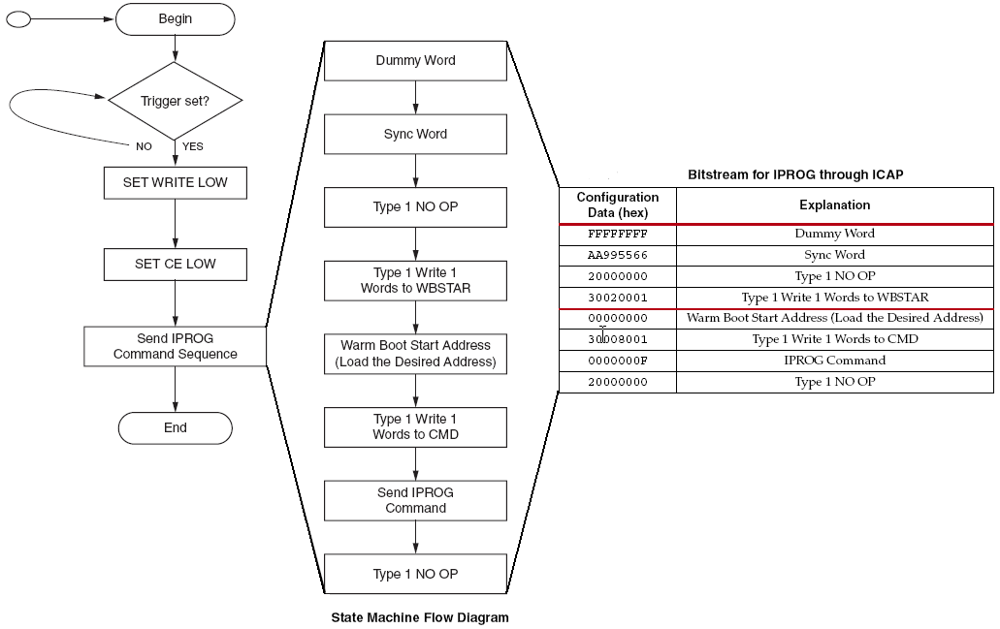 Begin
Trigger set?
NO
YES
SET WRITE LOW
SET CE LOW
Send IPROG
Command Sequence
End
Dummy Word
Sync Word
Type 1 NO OP
Type 1 Write 1
Words to WBSTAR
Warm Boot Start Address
(Load the Desired Address)
Type 1 Write 1
Words to CMD
Send IPROG
Command
Type 1 NO OP
State Machine Flow Diagram
Bitstream for IPROG through ICAP
Configuration
Data (hex)
Explanation
FFFFFFFF Dummy Word
AA995566 Sync Word
20000000 Type 1 NO OP
30020001 Type 1 Write 1 Words to WBSTAR
00000000 Warm Boot Start Address (Load the Desired Address)
30008001 Type 1 Write 1 Words to CMD
0000000F IPROG Command
20000000 Type 1 NO OP